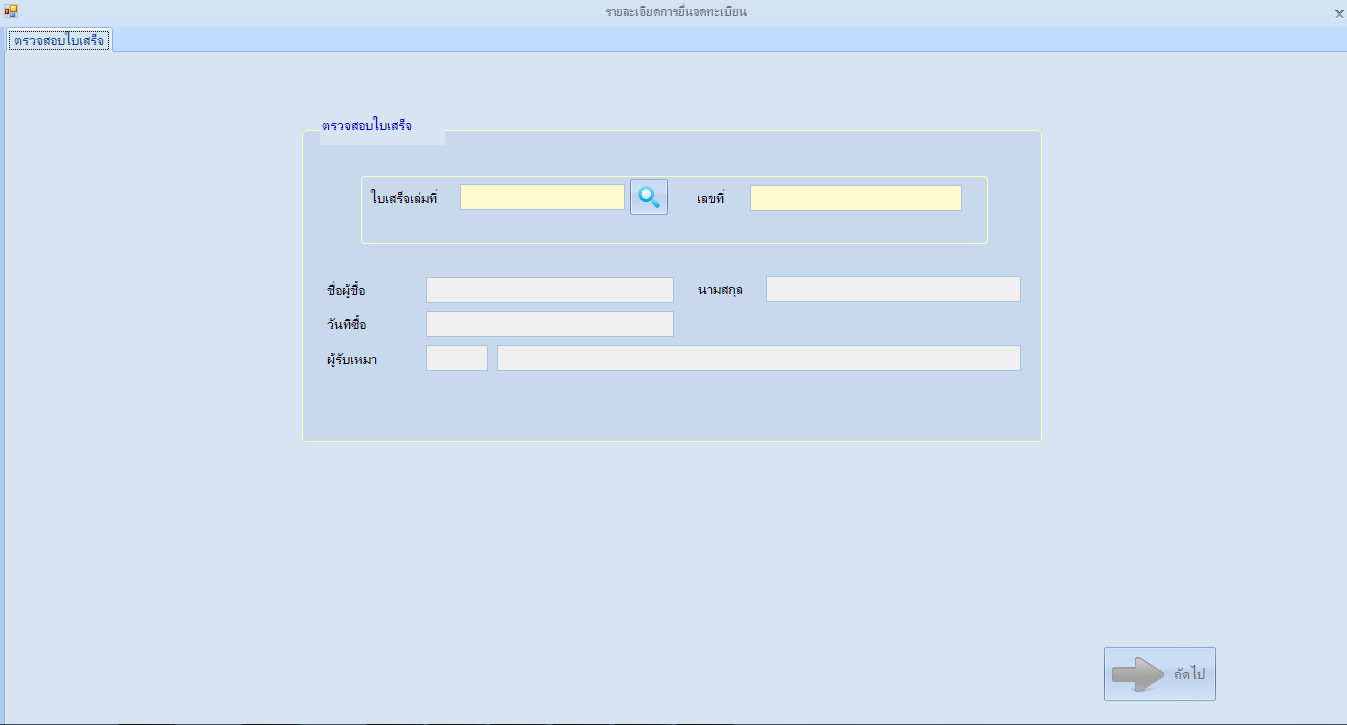 รายละเอียดการยื่นจดทะเบียน
x
ตรวจสอบใบเสร็จ
ตรวจสอบใบเสร็จ
ใบเสร็จเล่มที่ เลขที่
ชื่อผู้ซื้อ นามสกุล
วันที่ซื้อ
ผู้รับเหมา
ถัดไป